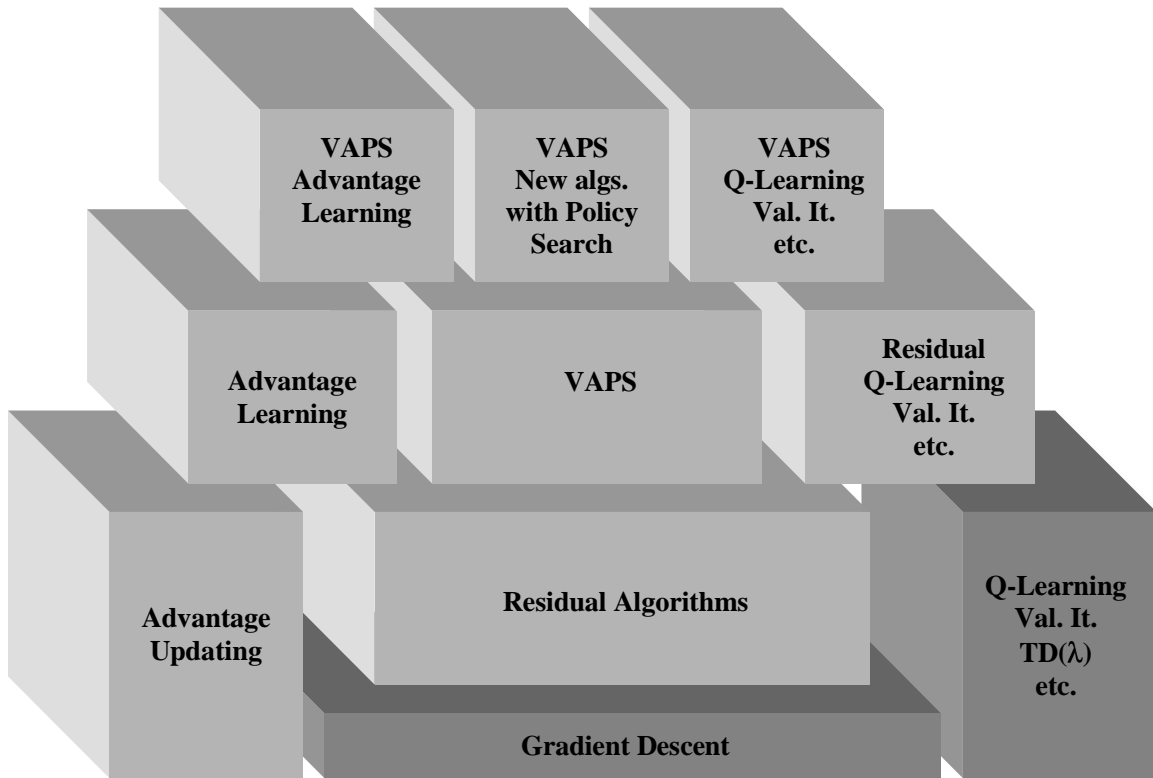 VAPS
Advantage
Learning
VAPS
New algs.
with Policy
Search
VAPS
Q-Learning
Val. It.
etc.
Advantage
Learning
VAPS
Residual
Q-Learning
Val. It.
etc.
Advantage
Updating
Residual Algorithms
Q-Learning
Val. It.
TD(λ)
etc.
Gradient Descent